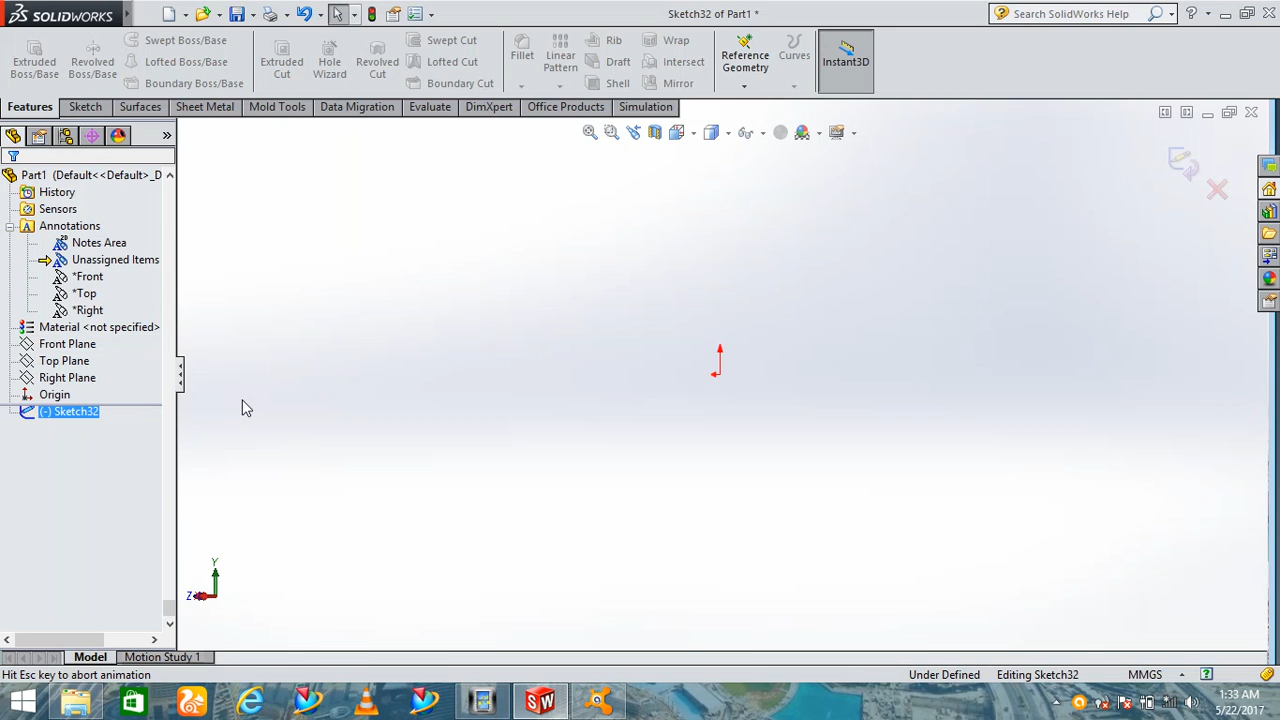 SOLIDWORKS
Sketch32 of Part1 *
Search SolidWorks Help
Extruded Boss/Base
Revolved Boss/Base
Swept Boss/Base
Lofted Boss/Base
Boundary Boss/Base
Extruded Cut
Hole Wizard
Revolved Cut
Swept Cut
Lofted Cut
Boundary Cut
Fillet
Linear Pattern
Rib
Draft
Shell
Wrap
Intersect
Mirror
Reference Geometry
Curves
Instant3D
Features Sketch Surfaces Sheet Metal Mold Tools Data Migration Evaluate DimXpert Office Products Simulation
Part1 (Default<<Default>_D
History
Sensors
Annotations
Notes Area
Unassigned Items
*Front
*Top
*Right
Material <not specified>
Front Plane
Top Plane
Right Plane
Origin
(-) Sketch32
Y
Z
Model Motion Study 1
Hit Esc key to abort animation Under Defined Editing Sketch32 MMGS
1:33 AM
5/22/2017